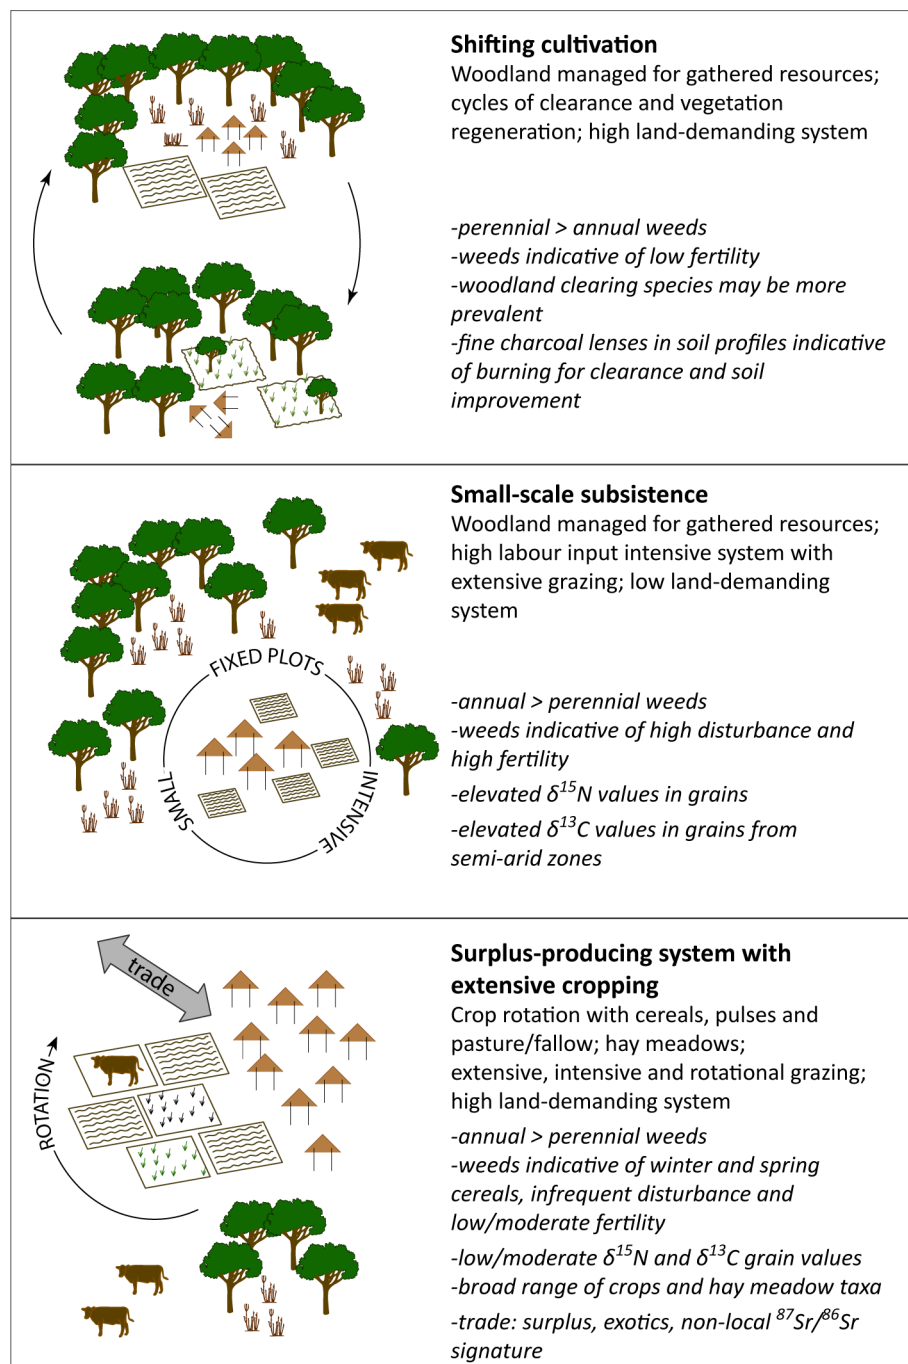 Shifting cultivation
Woodland managed for gathered resources;
cycles of clearance and vegetation
regeneration; high land-demanding system
-perennial > annual weeds
-weeds indicative of low fertility
-woodland clearing species may be more
prevalent
-fine charcoal lenses in soil profiles indicative
of burning for clearance and soil
improvement
Small-scale subsistence
Woodland managed for gathered resources;
high labour input intensive system with
extensive grazing; low land-demanding
system
FIXED PLOTS
SMALL
INTENSIVE
-annual > perennial weeds
-weeds indicative of high disturbance and
high fertility
-elevated δ¹⁵N values in grains
-elevated δ¹³C values in grains from
semi-arid zones
trade
ROTATION
Surplus-producing system with
extensive cropping
Crop rotation with cereals, pulses and
pasture/fallow; hay meadows;
extensive, intensive and rotational grazing;
high land-demanding system
-annual > perennial weeds
-weeds indicative of winter and spring
cereals, infrequent disturbance and
low/moderate fertility
-low/moderate δ¹⁵N and δ¹³C grain values
-broad range of crops and hay meadow taxa
-trade: surplus, exotics, non-local ⁸⁷Sr/⁸⁶Sr
signature